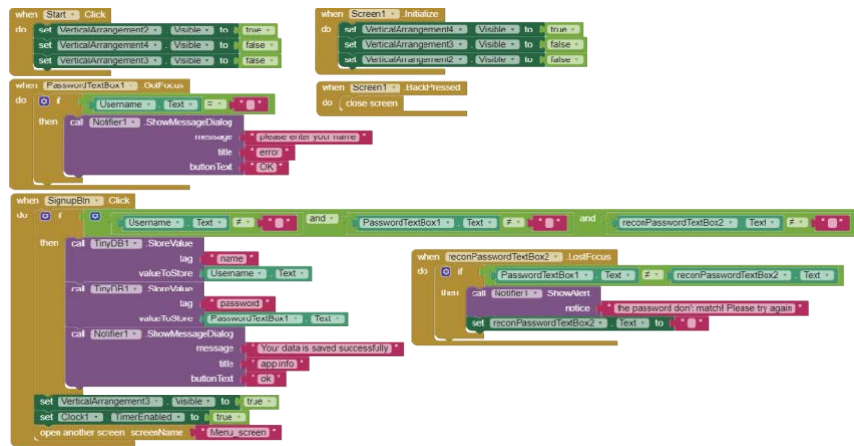 when Start .Click
do set VerticalArrangement2 . Visible to true
set VerticalArrangement4 . Visible to false
set VerticalArrangement3 . Visible to false
when Screen1 .Initialize
do set VerticalArrangement4 . Visible to true
set VerticalArrangement3 . Visible to false
set VerticalArrangement2 . Visible to false
when PasswordTextBox1 .GotFocus
do if Username . Text = " "
then call Notifier1 .ShowMessageDialog
message " please enter your name "
title " error "
buttonText " OK "
when Screen1 .BackPressed
do close screen
when SignupBtn .Click
do if Username . Text ≠ " " and PasswordTextBox1 . Text ≠ " " and reconPasswordTextBox2 . Text ≠ " "
then call TinyDB1 .StoreValue
tag " name "
valueToStore Username . Text
call TinyDB1 .StoreValue
tag " password "
valueToStore PasswordTextBox1 . Text
call Notifier1 .ShowMessageDialog
message " Your data is saved successfully "
title " app info "
buttonText " ok "
set VerticalArrangement3 . Visible to true
set Clock1 . TimerEnabled to true
open another screen screenName " Menu_screen "
when reconPasswordTextBox2 .LostFocus
do if PasswordTextBox1 . Text ≠ reconPasswordTextBox2 . Text
then call Notifier1 .ShowAlert
notice " the password don't match! Please try again "
set reconPasswordTextBox2 . Text to " "